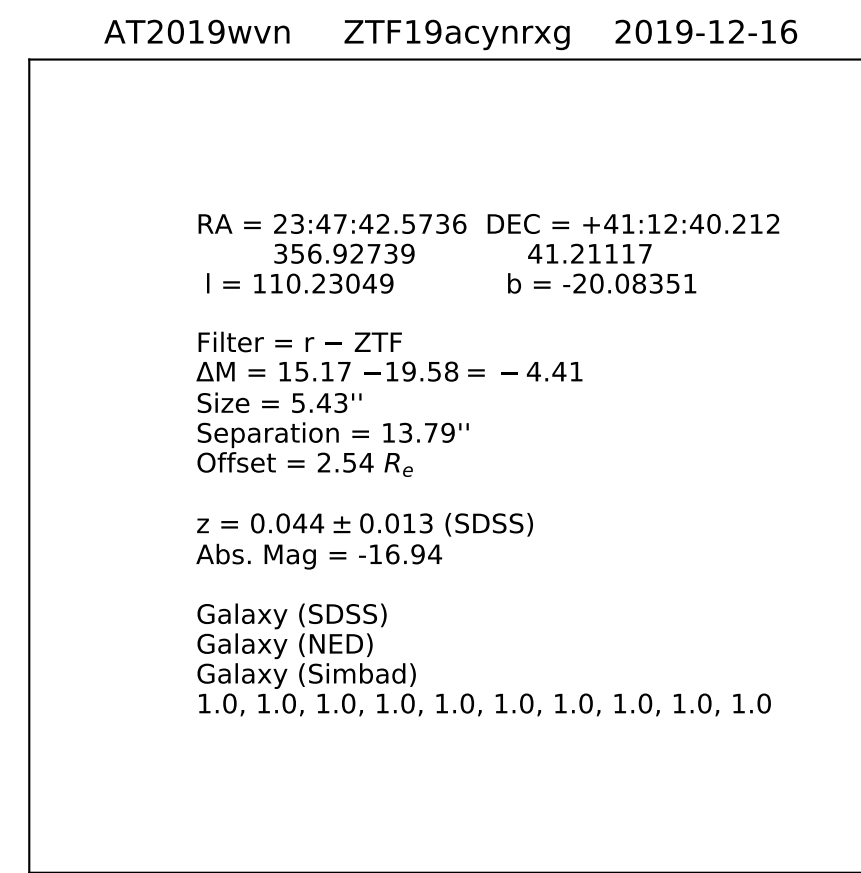 AT2019wvn ZTF19acynrxg 2019-12-16
RA = 23:47:42.5736 DEC = +41:12:40.212
356.92739 41.21117
l = 110.23049 b = -20.08351
Filter = r − ZTF
ΔM = 15.17 −19.58 = − 4.41
Size = 5.43''
Separation = 13.79''
Offset = 2.54 Rₑ
z = 0.044 ± 0.013 (SDSS)
Abs. Mag = -16.94
Galaxy (SDSS)
Galaxy (NED)
Galaxy (Simbad)
1.0, 1.0, 1.0, 1.0, 1.0, 1.0, 1.0, 1.0, 1.0, 1.0